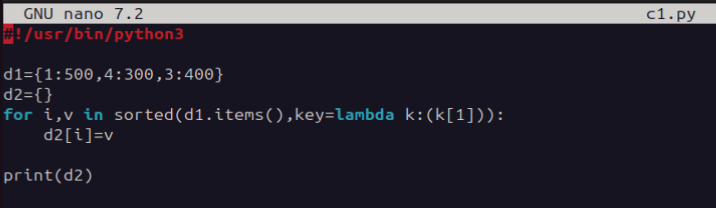 GNU nano 7.2 c1.py
#!/usr/bin/python3
d1={1:500,4:300,3:400}
d2={}
for i,v in sorted(d1.items(),key=lambda k:(k[1])):
    d2[i]=v
print(d2)